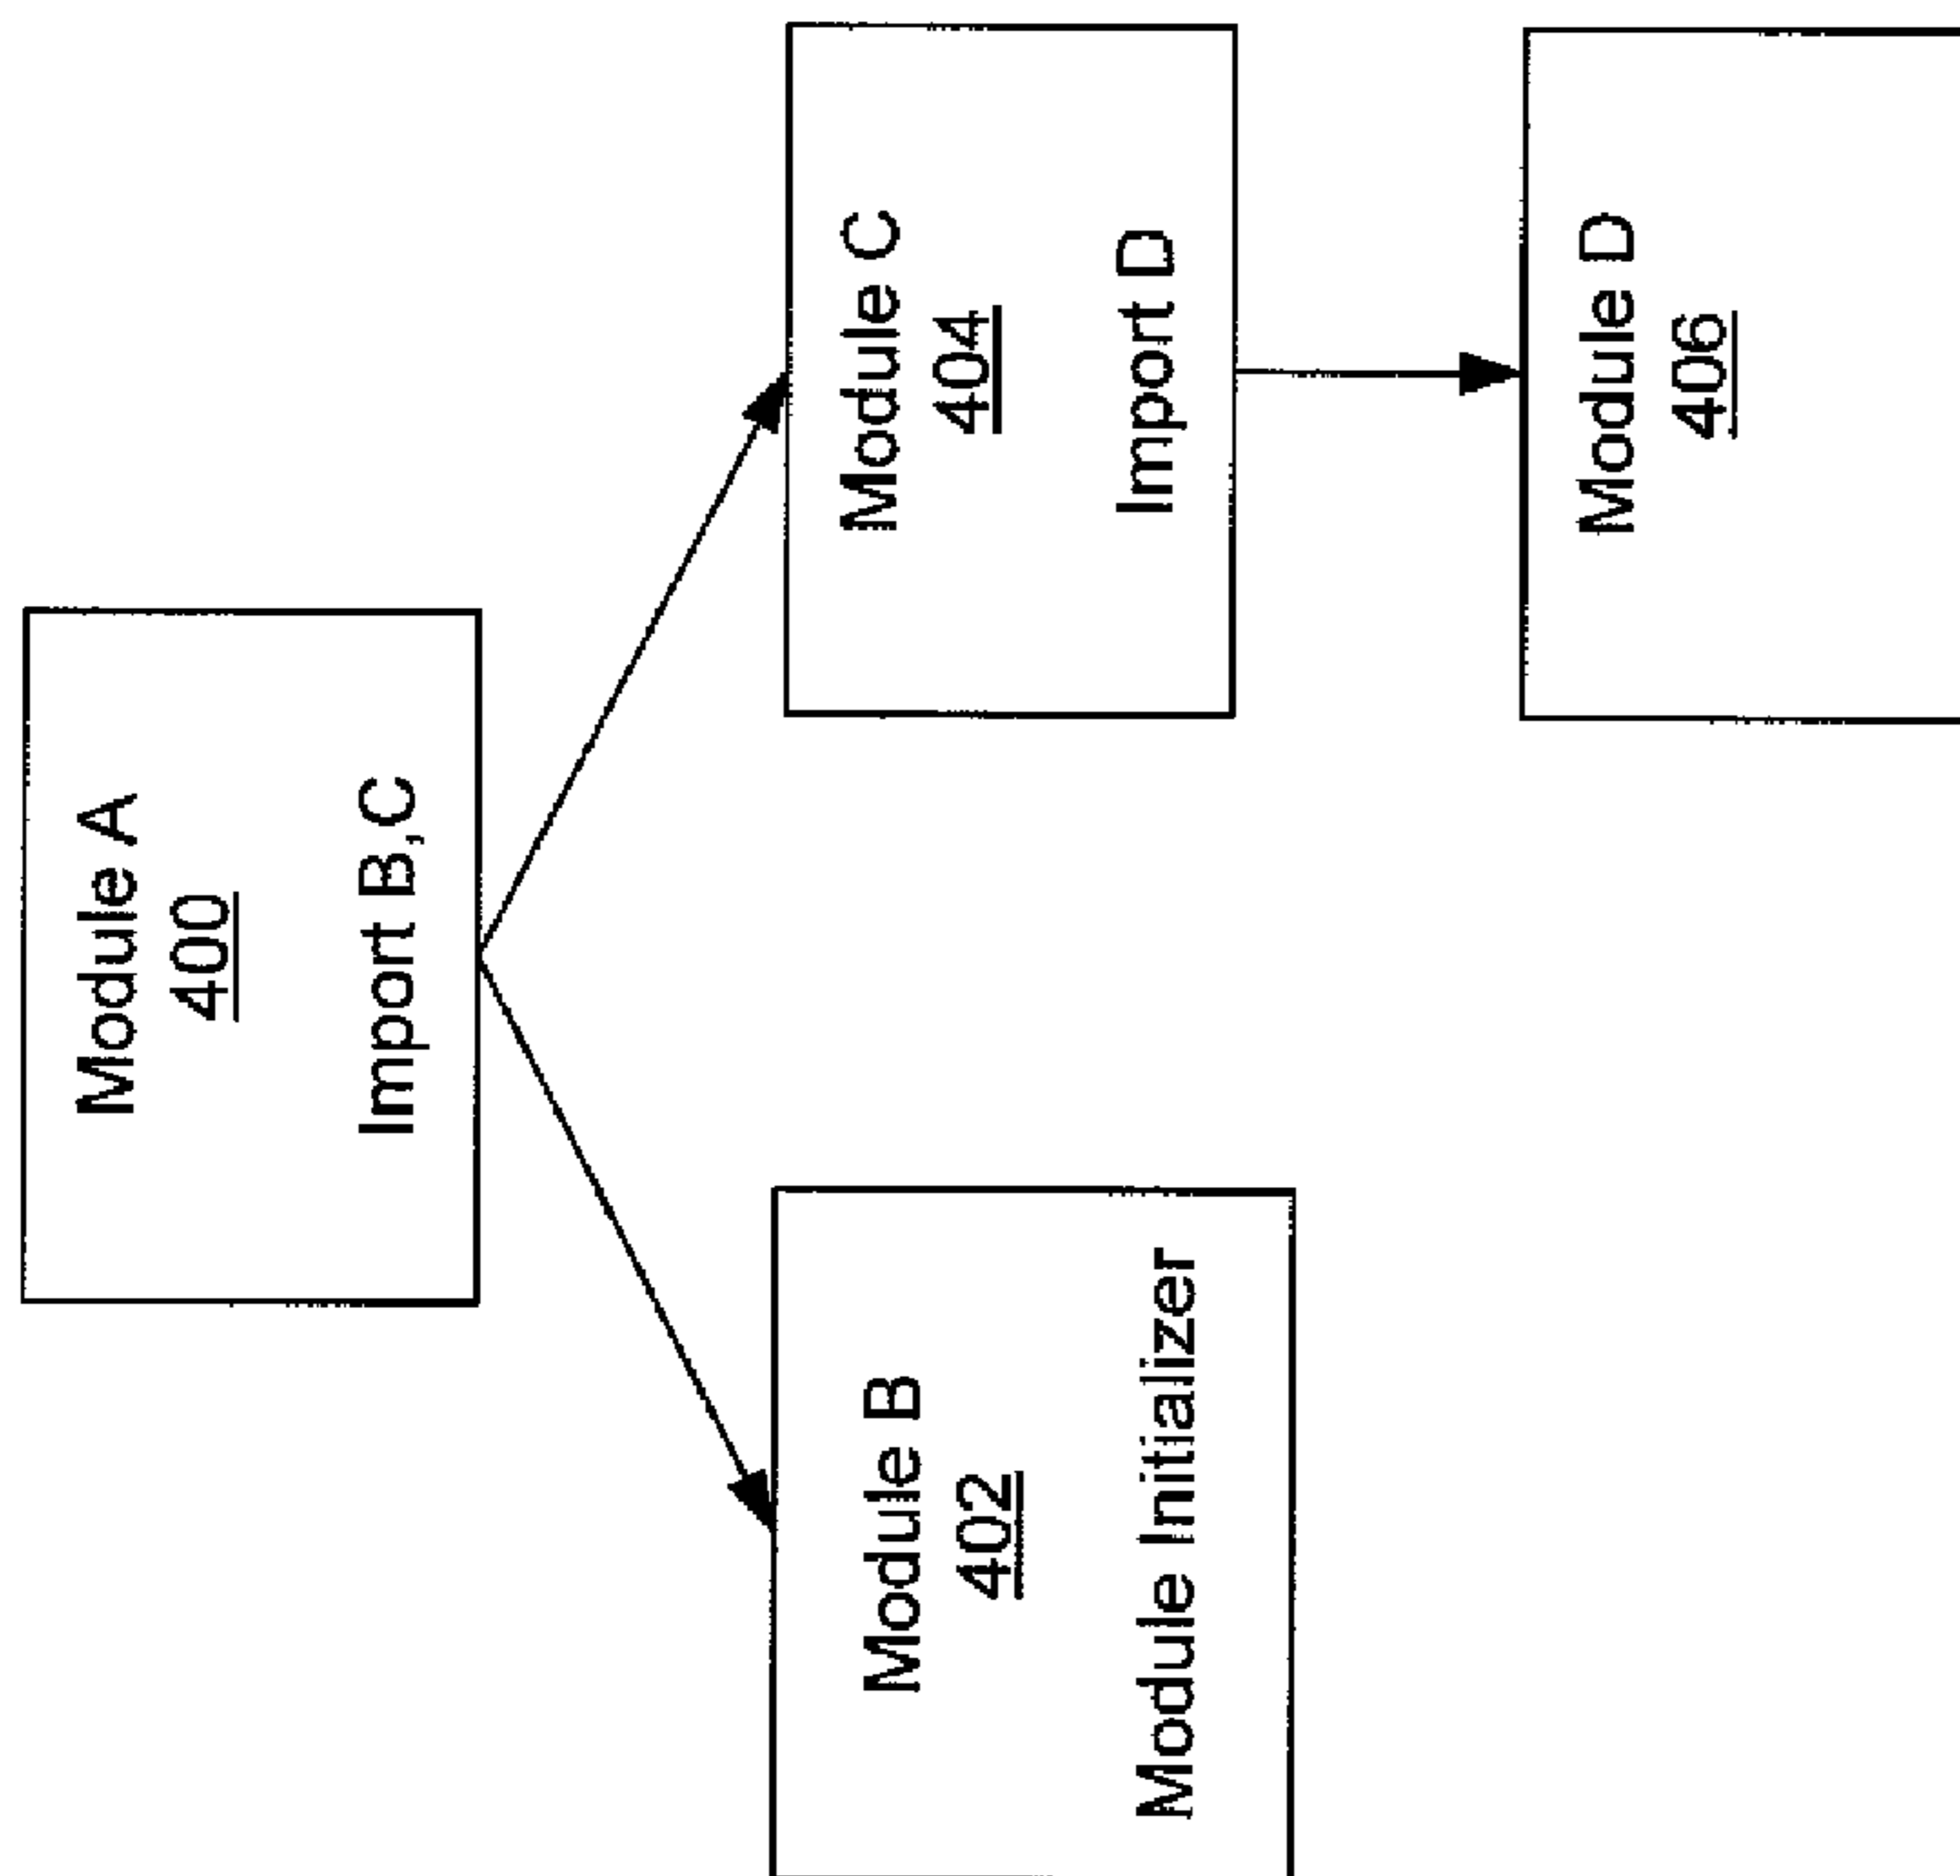 Module A
400
Import B,C
Module B
402
Module Initializer
Module C
404
Import D
Module D
406